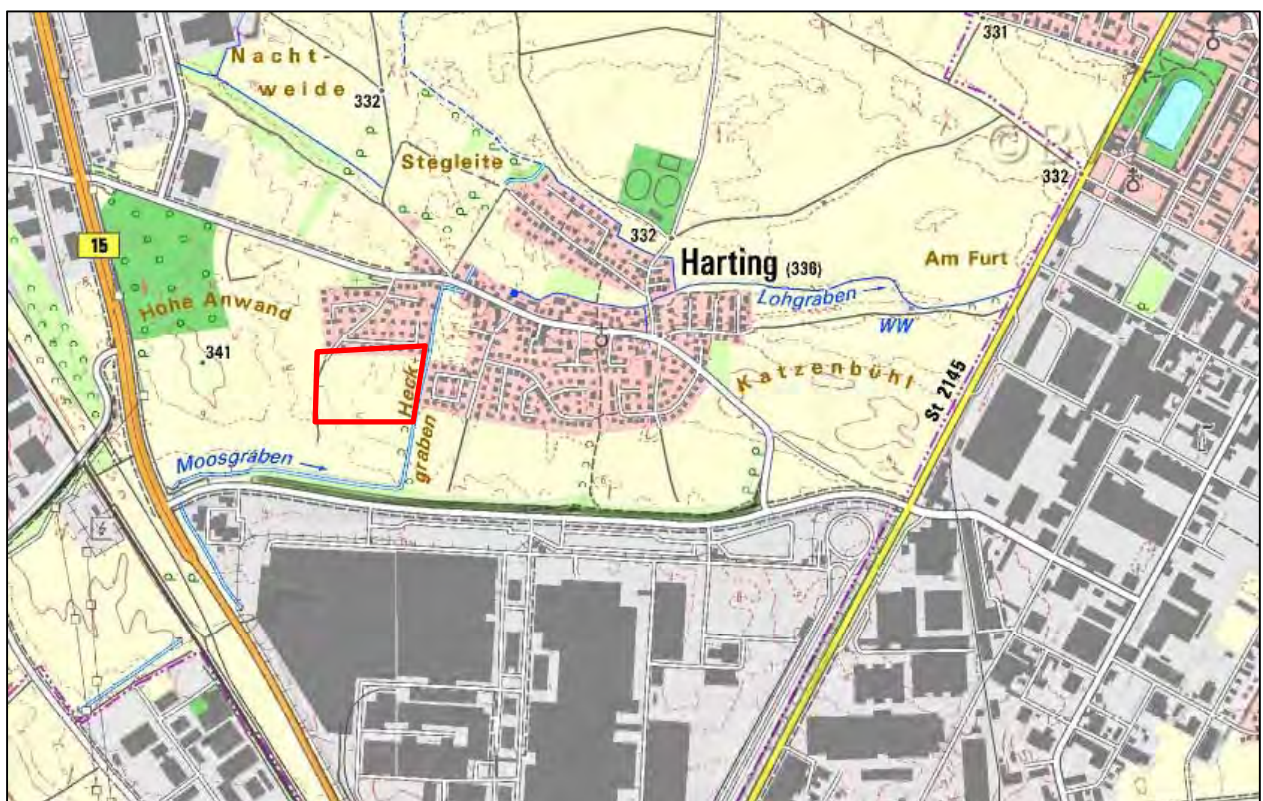 331
Nacht-
weide
332
© B
15
Stegleite
332
332
Harting (336)
Am Furt
Lohgraben
WW
Hohe Anwand
341
Katzenbühl
St 2145
Heck
graben
Moosgraben